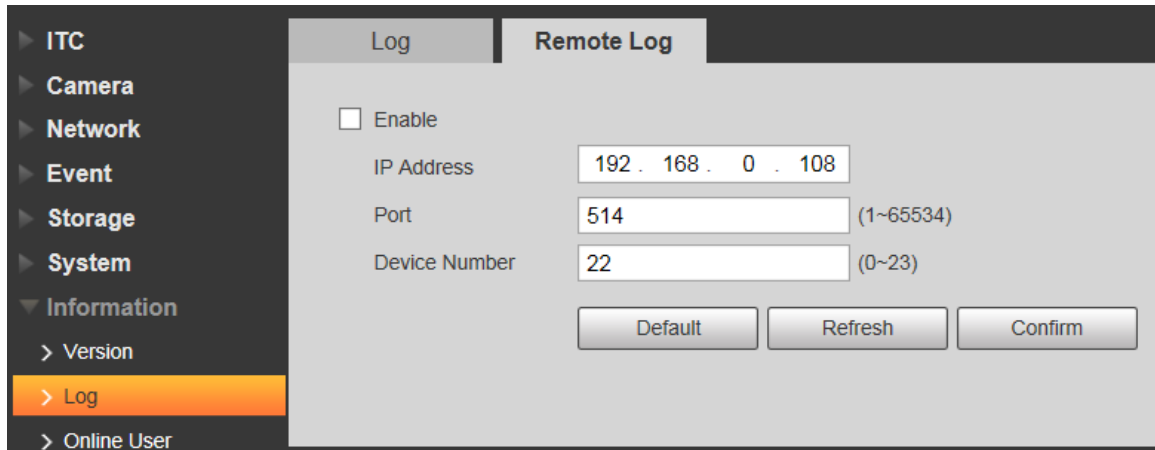 ITC
Camera
Network
Event
Storage
System
Information
Version
Log
Online User
Log Remote Log
Enable
IP Address 192 . 168 . 0 . 108
Port 514 (1~65534)
Device Number 22 (0~23)
Default Refresh Confirm